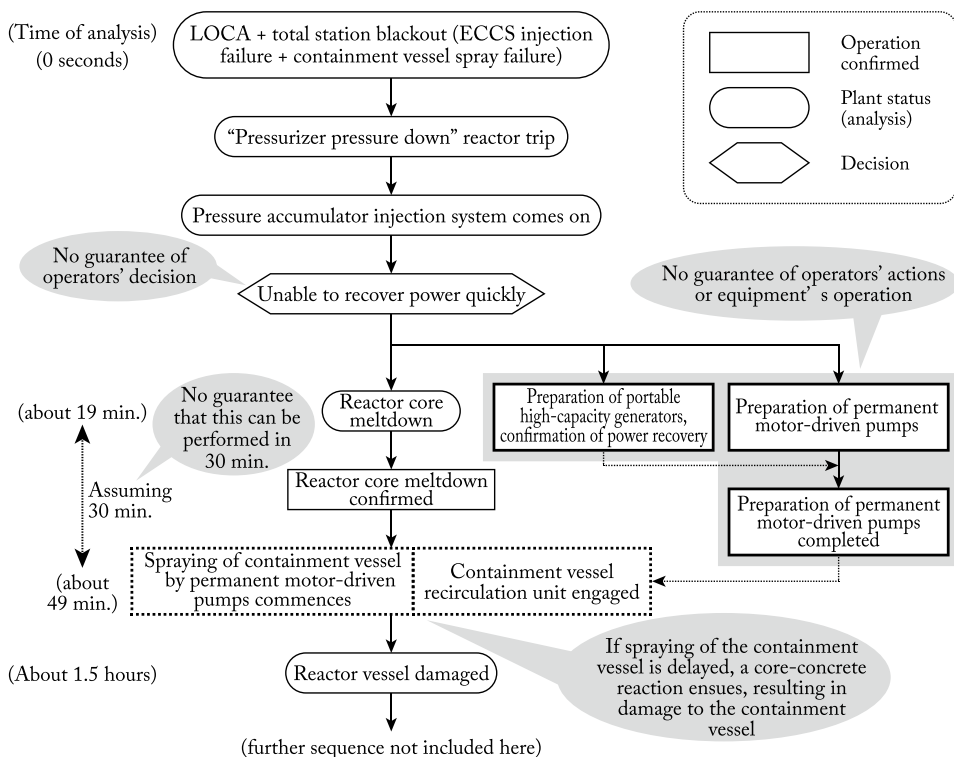 (Time of analysis)
(0 seconds)
LOCA + total station blackout (ECCS injection
failure + containment vessel spray failure)
Operation
confirmed
Plant status
(analysis)
Decision
“Pressurizer pressure down” reactor trip
Pressure accumulator injection system comes on
No guarantee of
operators’ decision
Unable to recover power quickly
No guarantee of operators’ actions
or equipment’ s operation
(about 19 min.)
No guarantee
that this can be
performed in
30 min.
Assuming
30 min.
(about
49 min.)
Reactor core
meltdown
Preparation of portable
high-capacity generators,
confirmation of power recovery
Preparation of permanent
motor-driven pumps
Reactor core meltdown
confirmed
Preparation of permanent
motor-driven pumps
completed
Spraying of containment vessel
by permanent motor-driven
pumps commences
Containment vessel
recirculation unit engaged
(About 1.5 hours)
Reactor vessel damaged
If spraying of the containment
vessel is delayed, a core-concrete
reaction ensues, resulting in
damage to the containment
vessel
(further sequence not included here)